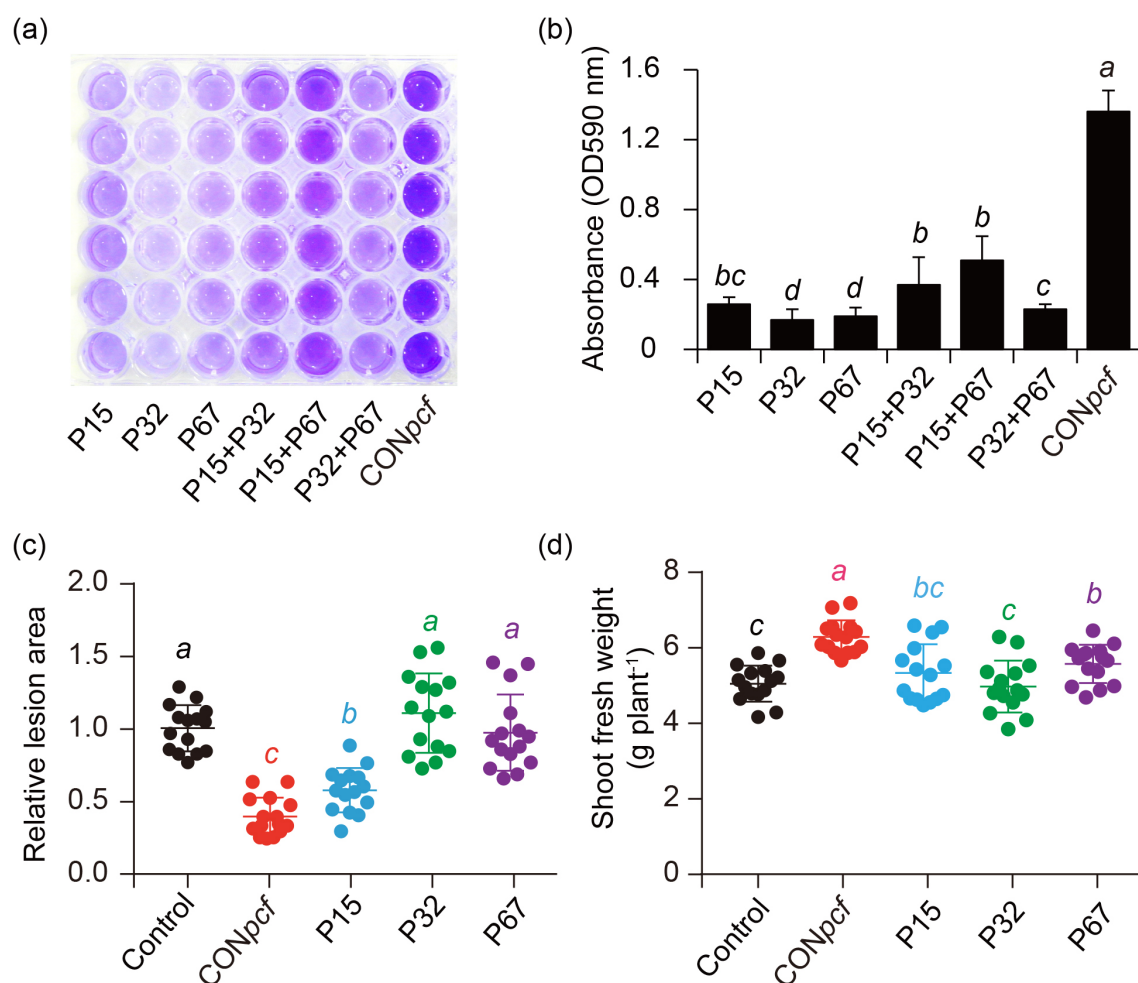 (a)
P15
P32
P67
P15+P32
P15+P67
P32+P67
CONpcf
(b)
Absorbance (OD590 nm)
1.6
1.2
0.8
0.4
0
bc
d
d
b
b
c
a
P15
P32
P67
P15+P32
P15+P67
P32+P67
CONpcf
(c)
Relative lesion area
2.0
1.5
1.0
0.5
0.0
a
c
b
a
a
Control
CONpcf
P15
P32
P67
(d)
Shoot fresh weight
(g plant⁻¹)
8
6
4
2
0
c
a
bc
c
b
Control
CONpcf
P15
P32
P67